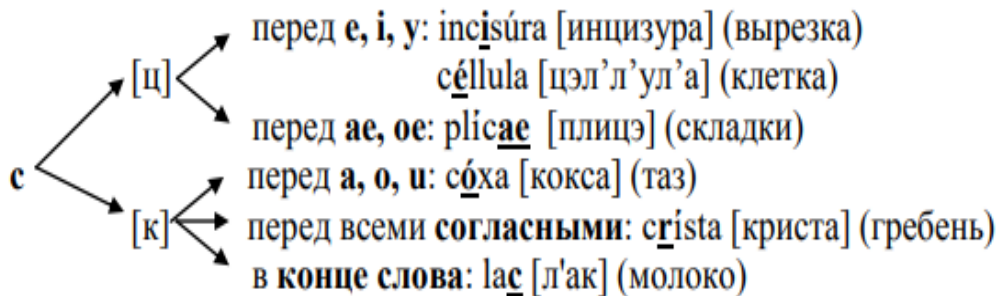 перед e, i, y: incisúra [инцизура] (вырезка)
[ц]
céllula [цэл’л’ул’а] (клетка)
перед ae, oe: plícae [плицэ] (складки)
c
перед a, o, u: cóxa [кокса] (таз)
[к]
перед всеми согласными: crísta [криста] (гребень)
в конце слова: lac [л'ак] (молоко)